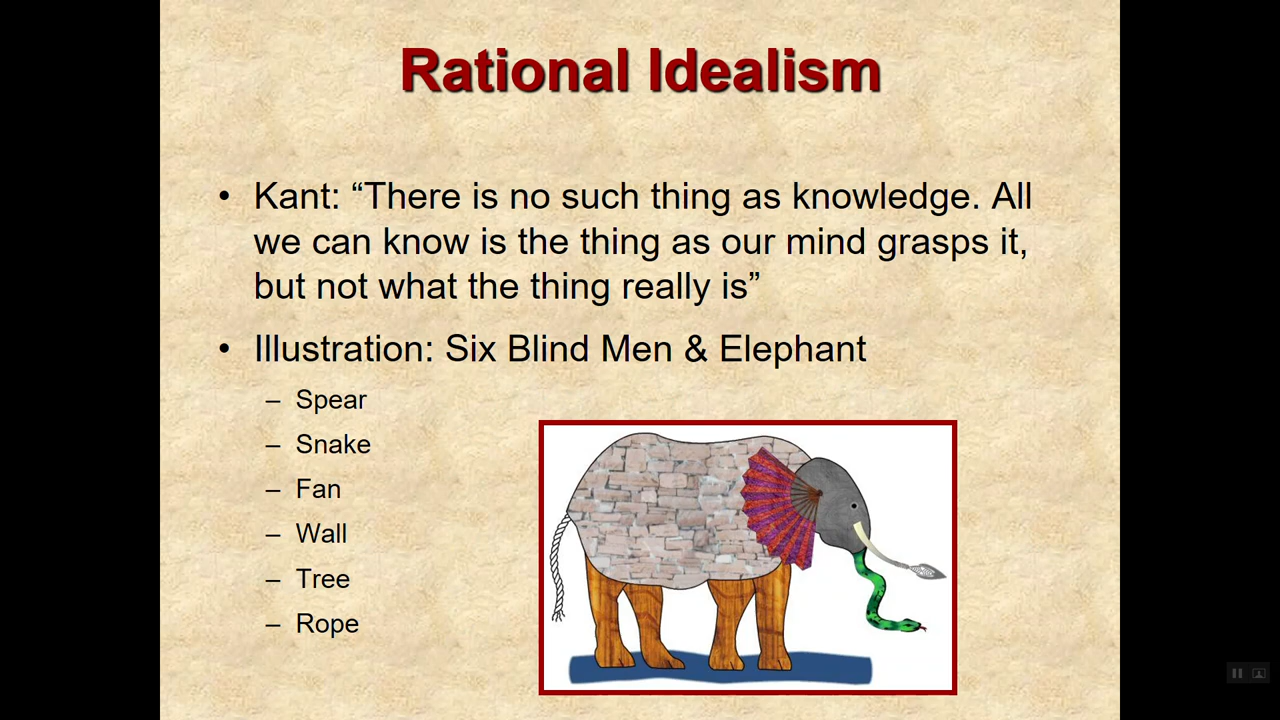 Rational Idealism
• Kant: “There is no such thing as knowledge. All
we can know is the thing as our mind grasps it,
but not what the thing really is”
• Illustration: Six Blind Men & Elephant
– Spear
– Snake
– Fan
– Wall
– Tree
– Rope